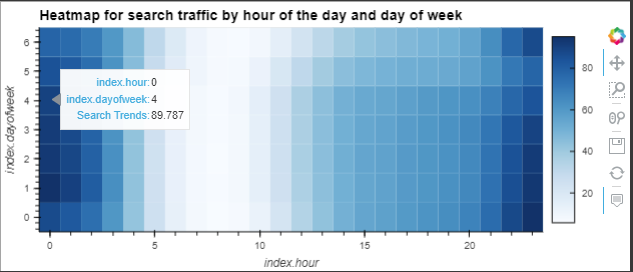 Heatmap for search traffic by hour of the day and day of week
6
5
4
3
2
1
0
index.dayofweek
index.hour: 0
index.dayofweek: 4
Search Trends: 89.787
0
5
10
15
20
index.hour
80
60
40
20